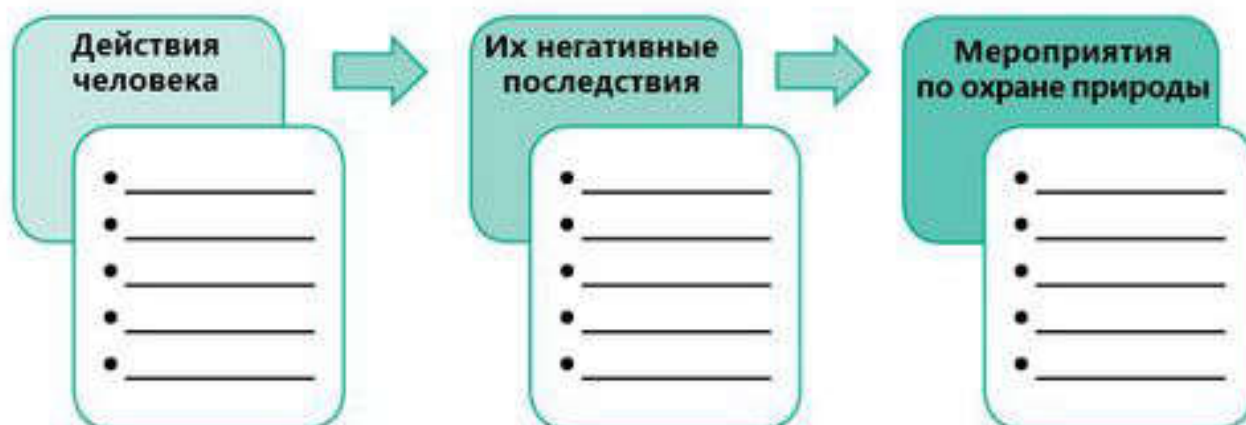 Действия
человека
Их негативные
последствия
Мероприятия
по охране природы